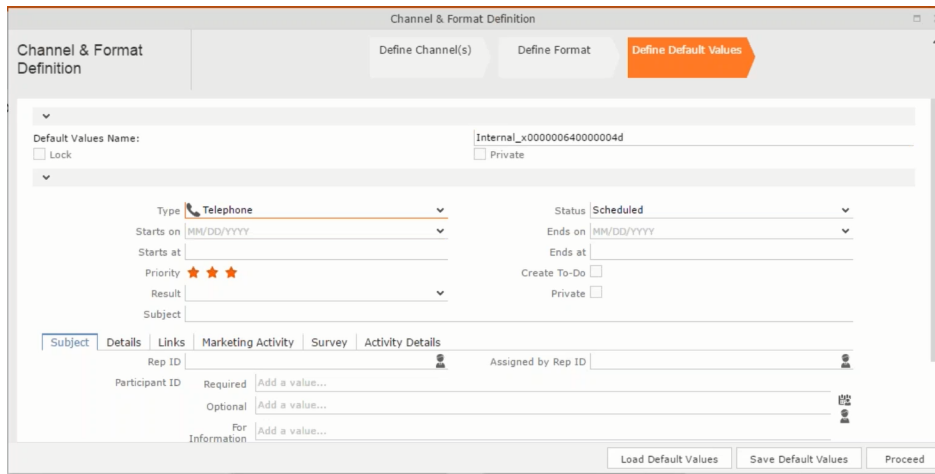 Channel & Format Definition
Channel & Format
Definition
Define Channel(s)
Define Format
Define Default Values
Default Values Name:
Internal_x000000640000004d
Lock
Private
Type Telephone
Status Scheduled
Starts on MM/DD/YYYY
Ends on MM/DD/YYYY
Starts at
Ends at
Priority
Create To-Do
Result
Private
Subject
Subject Details Links Marketing Activity Survey Activity Details
Rep ID
Assigned by Rep ID
Participant ID Required Add a value...
Optional Add a value...
For
Information Add a value...
Load Default Values Save Default Values Proceed